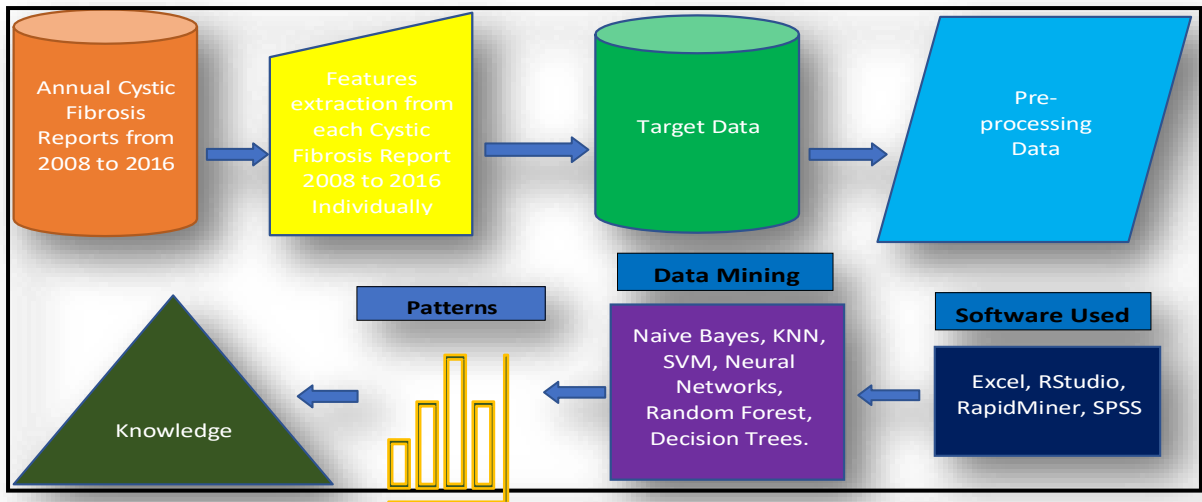 Annual Cystic
Fibrosis
Reports from
2008 to 2016
Features
extraction from
each Cystic
Fibrosis Report
2008 to 2016
Individually
Target Data
Pre-
processing
Data
Software Used
Excel, RStudio,
RapidMiner, SPSS
Data Mining
Naive Bayes, KNN,
SVM, Neural
Networks,
Random Forest,
Decision Trees.
Patterns
Knowledge